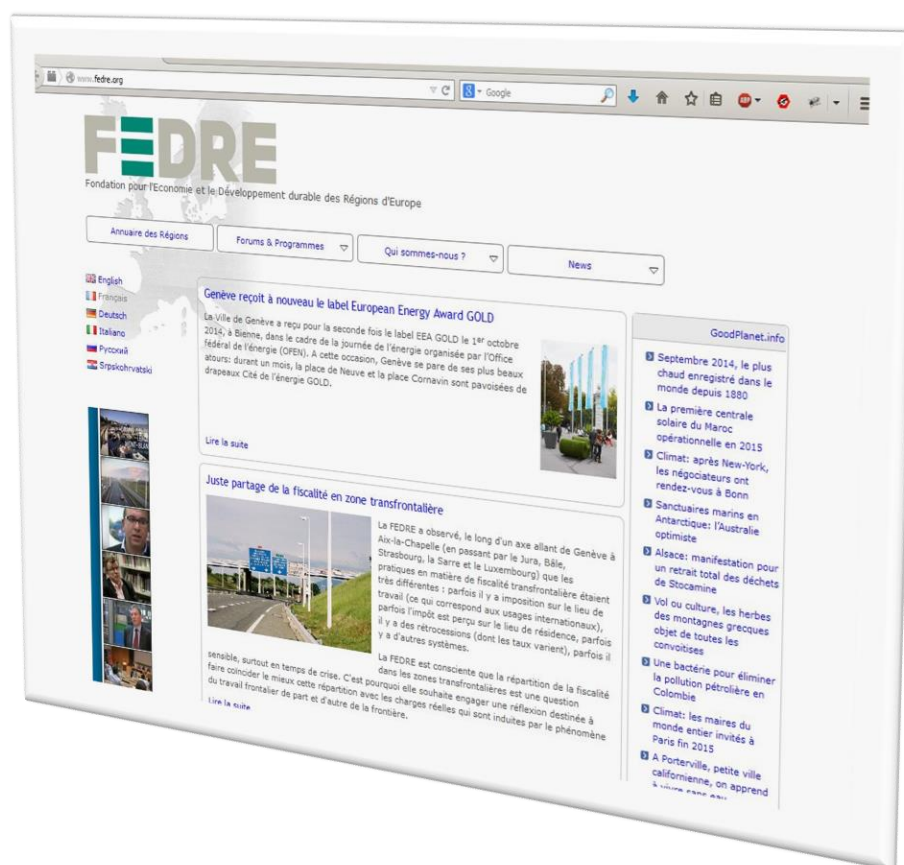 www.fedre.org
Google
FEDRE
Fondation pour l'Economie et le Développement durable des Régions d'Europe
Annuaire des Régions
Forums & Programmes
Qui sommes-nous ?
News
English
Français
Deutsch
Italiano
Русский
Srpskohrvatski
Genève reçoit à nouveau le label European Energy Award GOLD
La Ville de Genève a reçu pour la seconde fois le label EEA GOLD le 1er octobre
2014, à Bienne, dans le cadre de la journée de l'énergie organisée par l'Office
fédéral de l'énergie (OFEN). A cette occasion, Genève se pare de ses plus beaux
atours: durant un mois, la place de Neuve et la place Cornavin sont pavoisées de
drapeaux Cité de l'énergie GOLD.
Lire la suite
Juste partage de la fiscalité en zone transfrontalière
La FEDRE a observé, le long d'un axe allant de Genève à
Aix-la-Chapelle (en passant par le Jura, Bâle,
Strasbourg, la Sarre et le Luxembourg) que les
pratiques en matière de fiscalité transfrontalière étaient
très différentes : parfois il y a imposition sur le lieu de
travail (ce qui correspond aux usages internationaux),
parfois l'impôt est perçu sur le lieu de résidence, parfois
il y a des rétrocessions (dont les taux varient), parfois il
y a d'autres systèmes.
La FEDRE est consciente que la répartition de la fiscalité
dans les zones transfrontalières est une question
sensible, surtout en temps de crise. C'est pourquoi elle souhaite engager une réflexion destinée à
faire coïncider le mieux cette répartition avec les charges réelles qui sont induites par le phénomène
du travail frontalier de part et d'autre de la frontière.
Lire la suite
GoodPlanet.info
Septembre 2014, le plus
chaud enregistré dans le
monde depuis 1880
La première centrale
solaire du Maroc
opérationnelle en 2015
Climat: après New-York,
les négociateurs ont
rendez-vous à Bonn
Sanctuaires marins en
Antarctique: l'Australie
optimiste
Alsace: manifestation pour
un retrait total des déchets
de Stocamine
Vol ou culture, les herbes
des montagnes grecques
objet de toutes les
convoitises
Une bactérie pour éliminer
la pollution pétrolière en
Colombie
Climat: les maires du
monde entier invités à
Paris fin 2015
A Porterville, petite ville
californienne, on apprend
à vivre sans eau